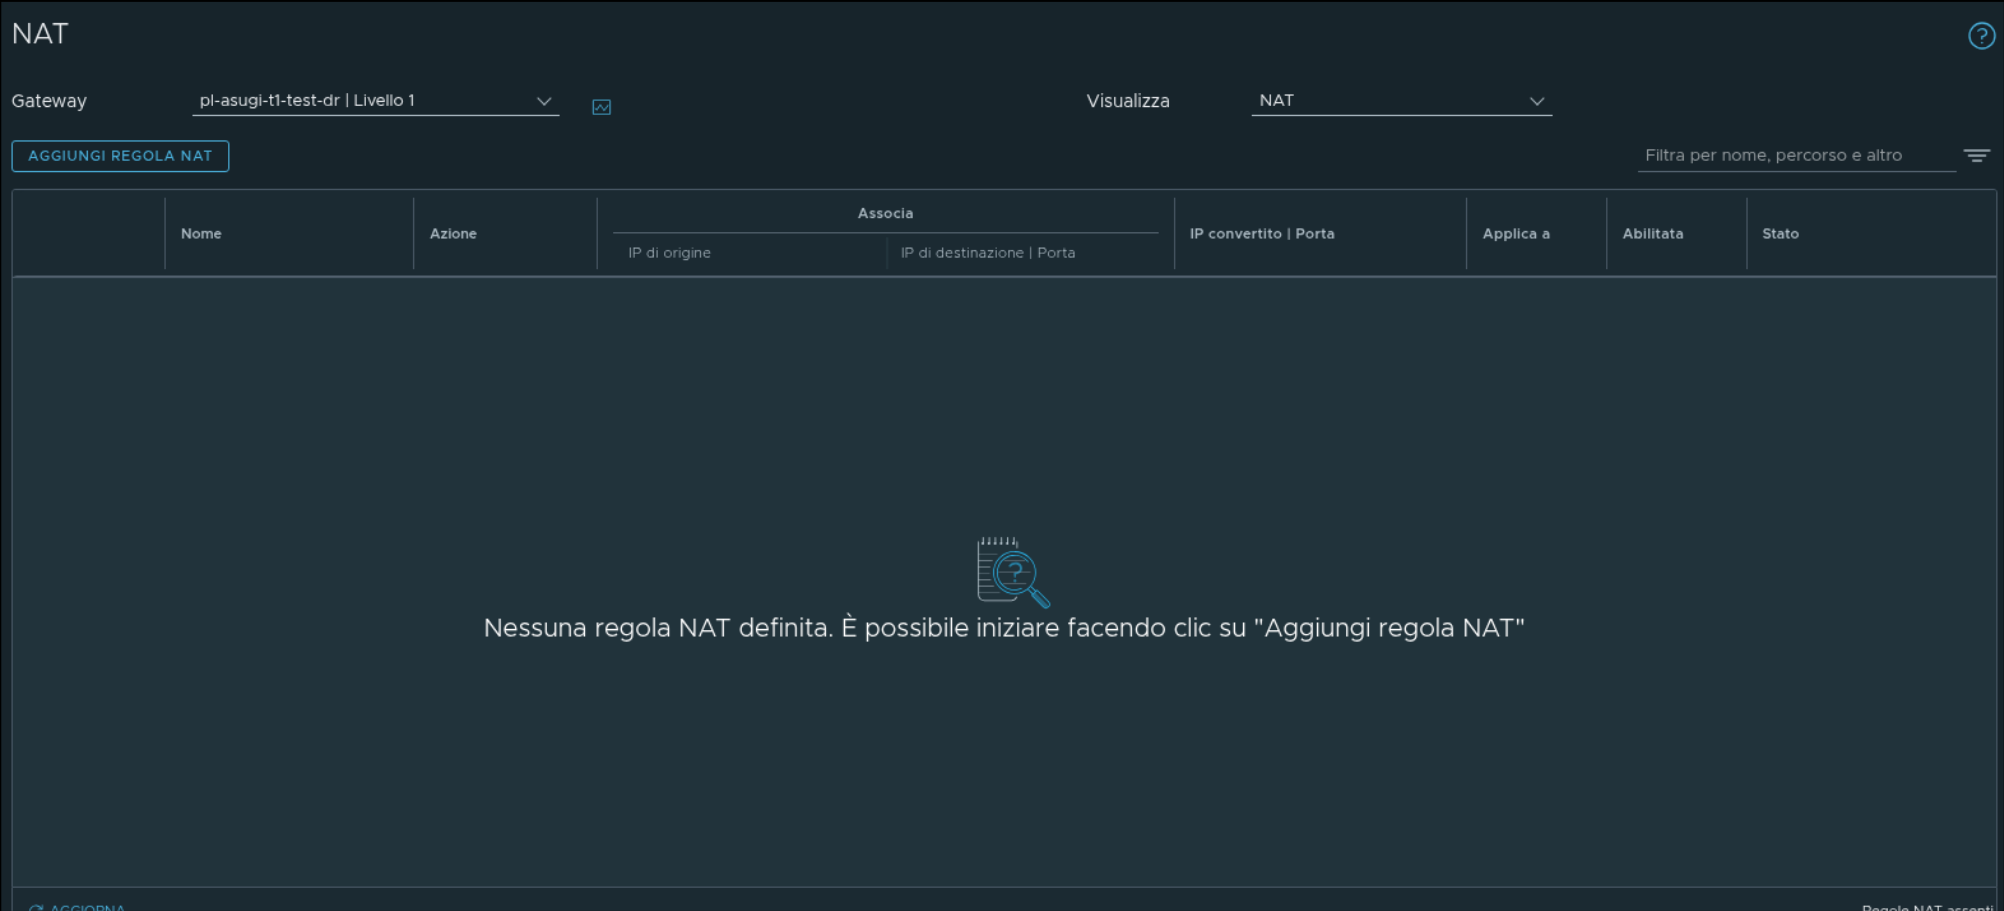 NAT
Gateway
pl-asugi-t1-test-dr | Livello 1
Visualizza
NAT
AGGIUNGI REGOLA NAT
Filtra per nome, percorso e altro
Nome
Azione
Associa
IP di origine
IP di destinazione | Porta
IP convertito | Porta
Applica a
Abilitata
Stato
Nessuna regola NAT definita. È possibile iniziare facendo clic su "Aggiungi regola NAT"
AGGIORNA
Regole NAT assenti